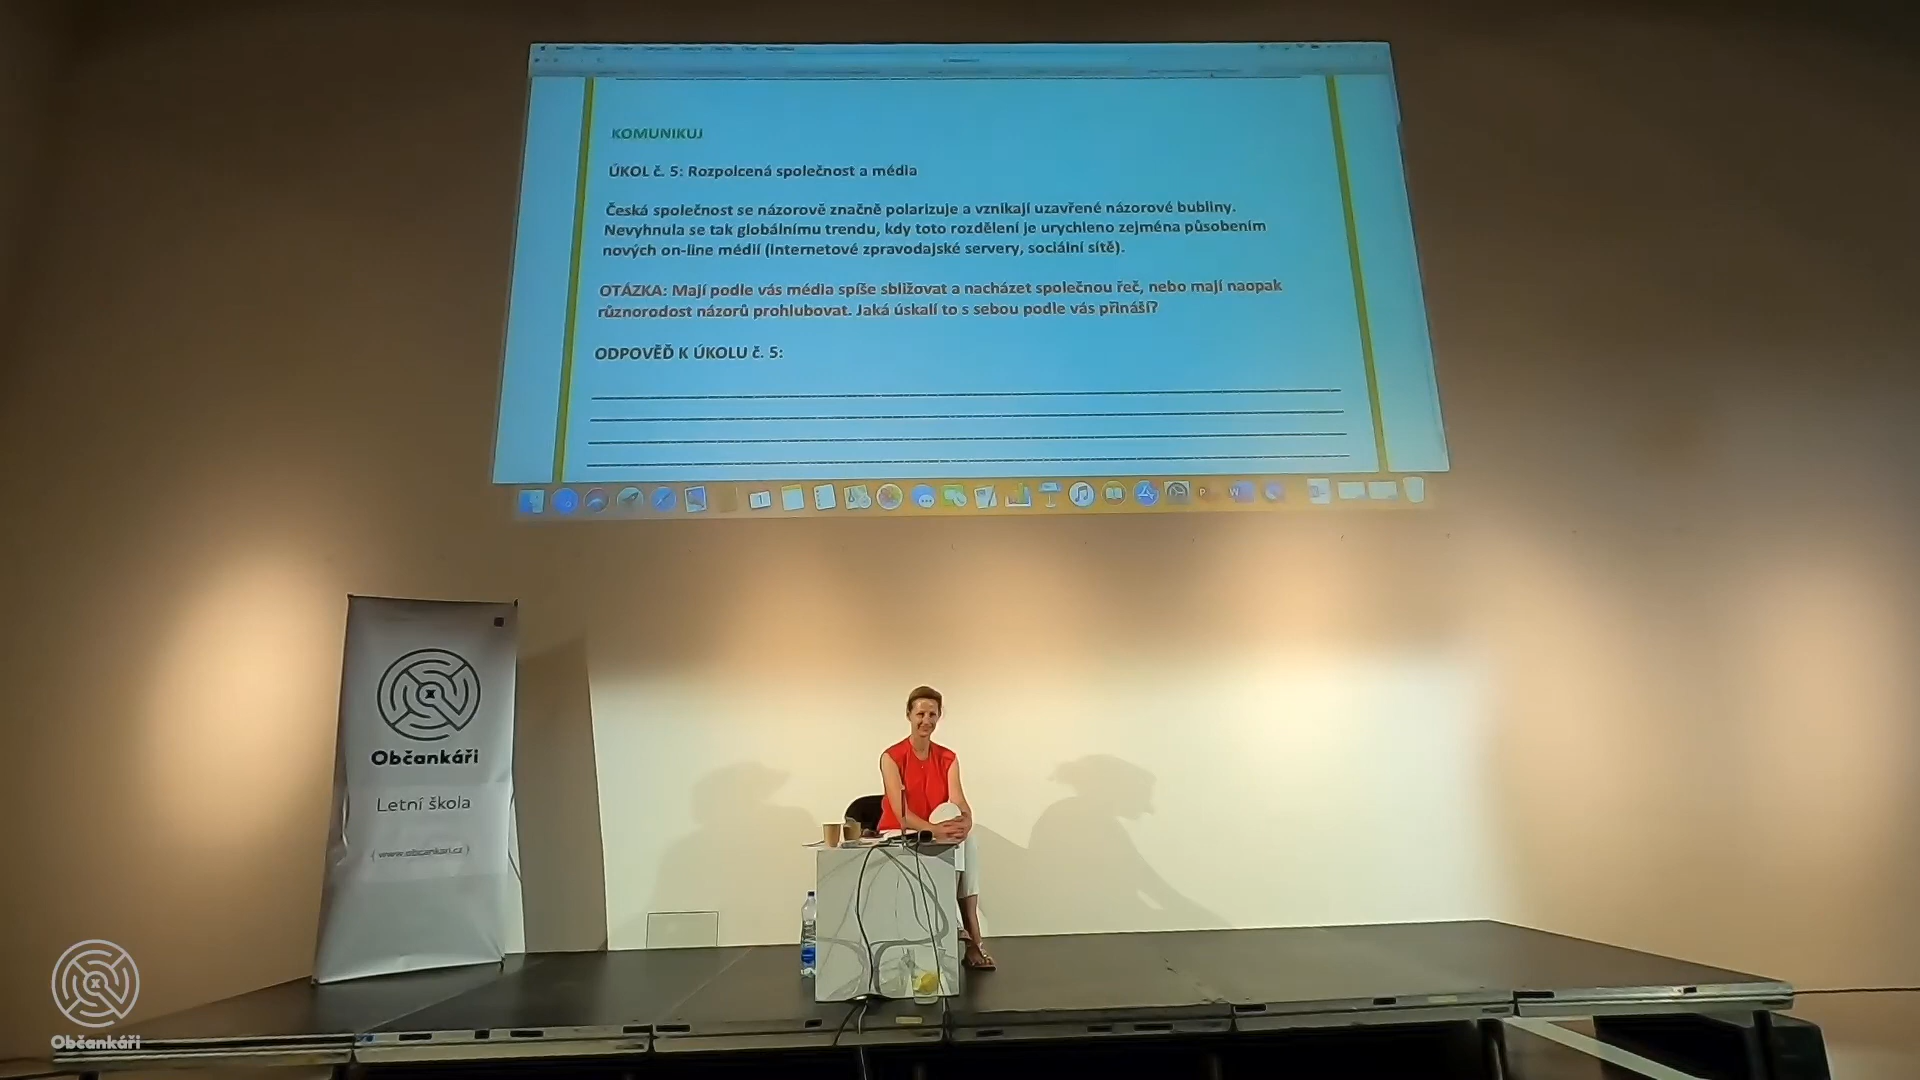 KOMUNIKUJ
ÚKOL č. 5: Rozpolcená společnost a média
Česká společnost se názorově značně polarizuje a vznikají uzavřené názorové bubliny.
Nevyhnula se tak globálnímu trendu, kdy toto rozdělení je urychleno zejména působením
nových on-line médií (internetové zpravodajské servery, sociální sítě).
OTÁZKA: Mají podle vás média spíše sbližovat a nacházet společnou řeč, nebo mají naopak
různorodost názorů prohlubovat. Jaká úskalí to s sebou podle vás přináší?
ODPOVĚĎ K ÚKOLU č. 5:
Občankáři
Letní škola
( www.obcankari.cz )
Občankáři